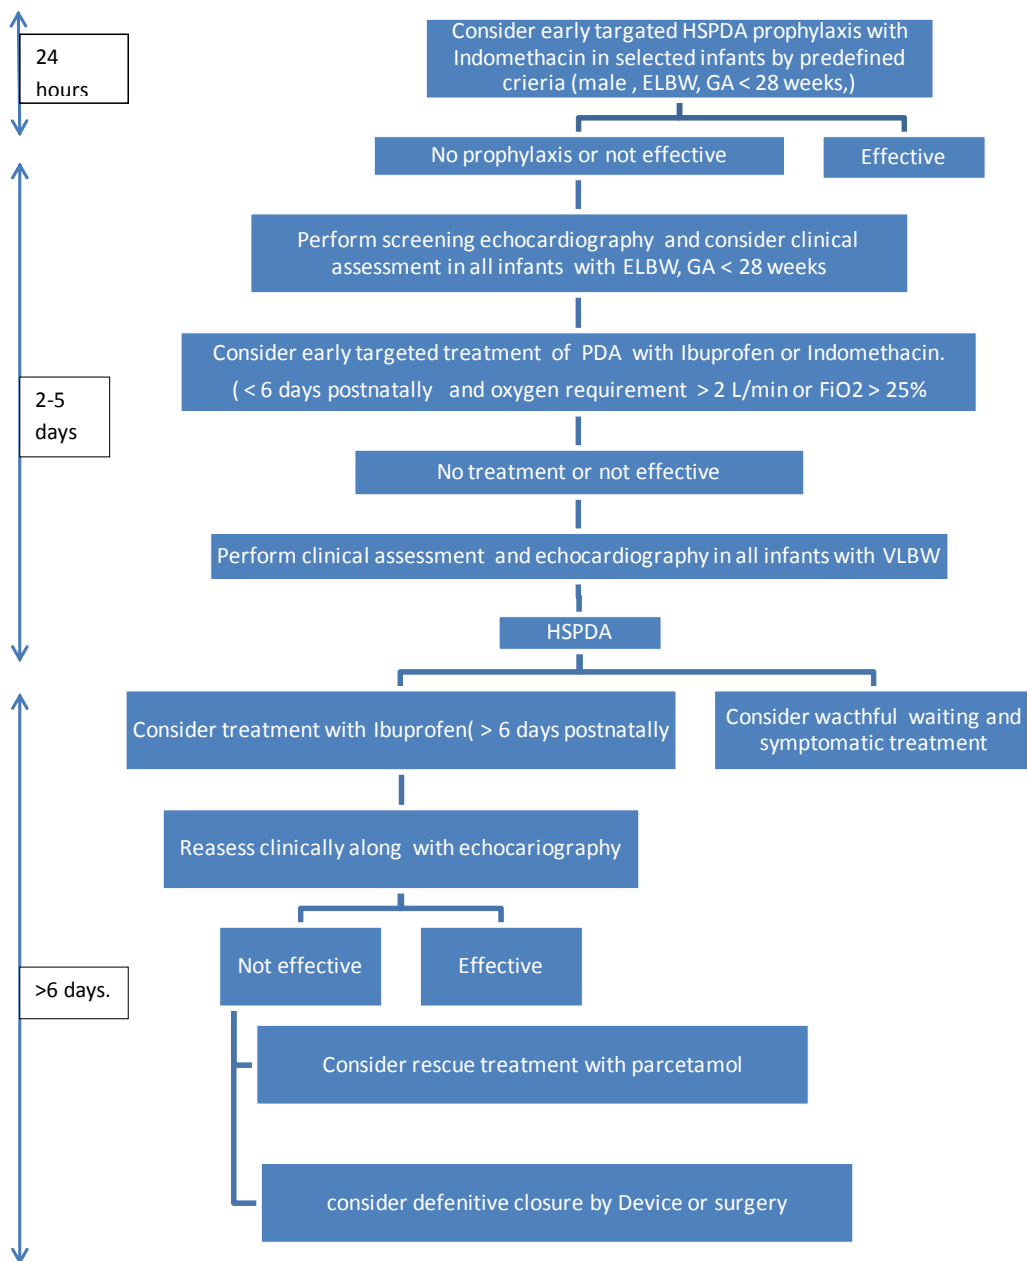 24
hours
Consider early targeted HSPDA prophylaxis with
Indomethacin in selected infants by predefined
crieria (male , ELBW, GA < 28 weeks,)
No prophylaxis or not effective
Effective
Perform screening echocardiography and consider clinical
assessment in all infants with ELBW, GA < 28 weeks
Consider early targeted treatment of PDA with Ibuprofen or Indomethacin.
( < 6 days postnatally and oxygen requirement > 2 L/min or FiO2 > 25%
2-5
days
No treatment or not effective
Perform clinical assessment and echocardiography in all infants with VLBW
HSPDA
Consider treatment with Ibuprofen( > 6 days postnatally
Consider wacthful waiting and
symptomatic treatment
Reasess clinically along with echocariography
Not effective
Effective
>6 days.
Consider rescue treatment with parcetamol
consider defenitive closure by Device or surgery